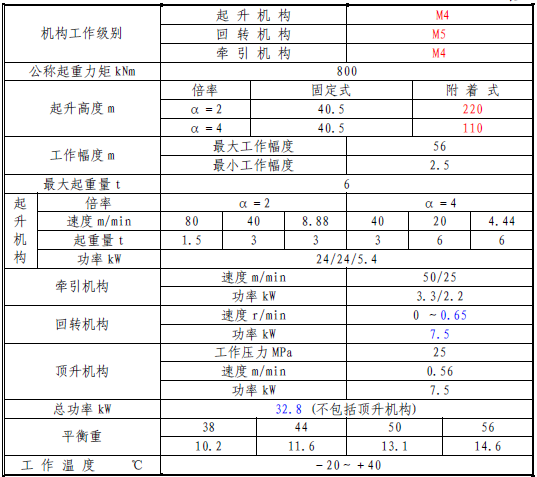 机构工作级别 起升机构 M4
回转机构 M5
牵引机构 M4
公称起重力矩 kNm 800
起升高度 m 倍率 固定式 附着式
α＝2 40.5 220
α＝4 40.5 110
工作幅度 m 最大工作幅度 56
最小工作幅度 2.5
最大起重量 t 6
起升机构 倍率 α＝2 α＝4
速度 m/min 80 40 8.88 40 20 4.44
起重量 t 1.5 3 3 3 6 6
功率 kW 24/24/5.4
牵引机构 速度 m/min 50/25
功率 kW 3.3/2.2
回转机构 速度 r/min 0 ～0.65
功率 kW 7.5
顶升机构 工作压力 MPa 25
速度 m/min 0.56
功率 kW 7.5
总功率 kW 32.8 (不包括顶升机构)
平衡重 38 44 50 56
10.2 11.6 13.1 14.6
工作温度 ℃ －20～ ＋40